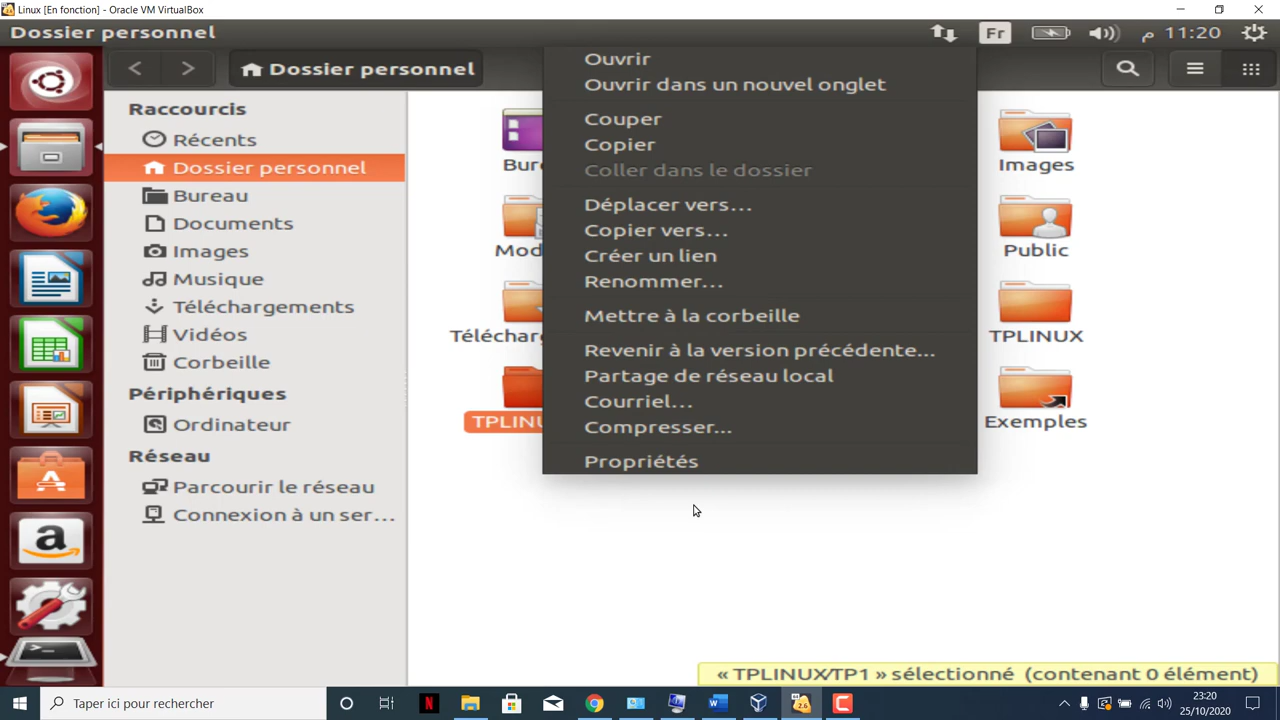 Linux [En fonction] - Oracle VM VirtualBox
Dossier personnel
Fr
م 11:20
Dossier personnel
Raccourcis
Récents
Dossier personnel
Bureau
Documents
Images
Musique
Téléchargements
Vidéos
Corbeille
Périphériques
Ordinateur
Réseau
Parcourir le réseau
Connexion à un ser...
Bure
Mod
Téléchar
TPLINU
Ouvrir
Ouvrir dans un nouvel onglet
Couper
Copier
Coller dans le dossier
Déplacer vers...
Copier vers...
Créer un lien
Renommer...
Mettre à la corbeille
Revenir à la version précédente...
Partage de réseau local
Courriel...
Compresser...
Propriétés
Images
Public
TPLINUX
Exemples
« TPLINUX/TP1 » sélectionné (contenant 0 élément)
Taper ici pour rechercher
23:20
25/10/2020